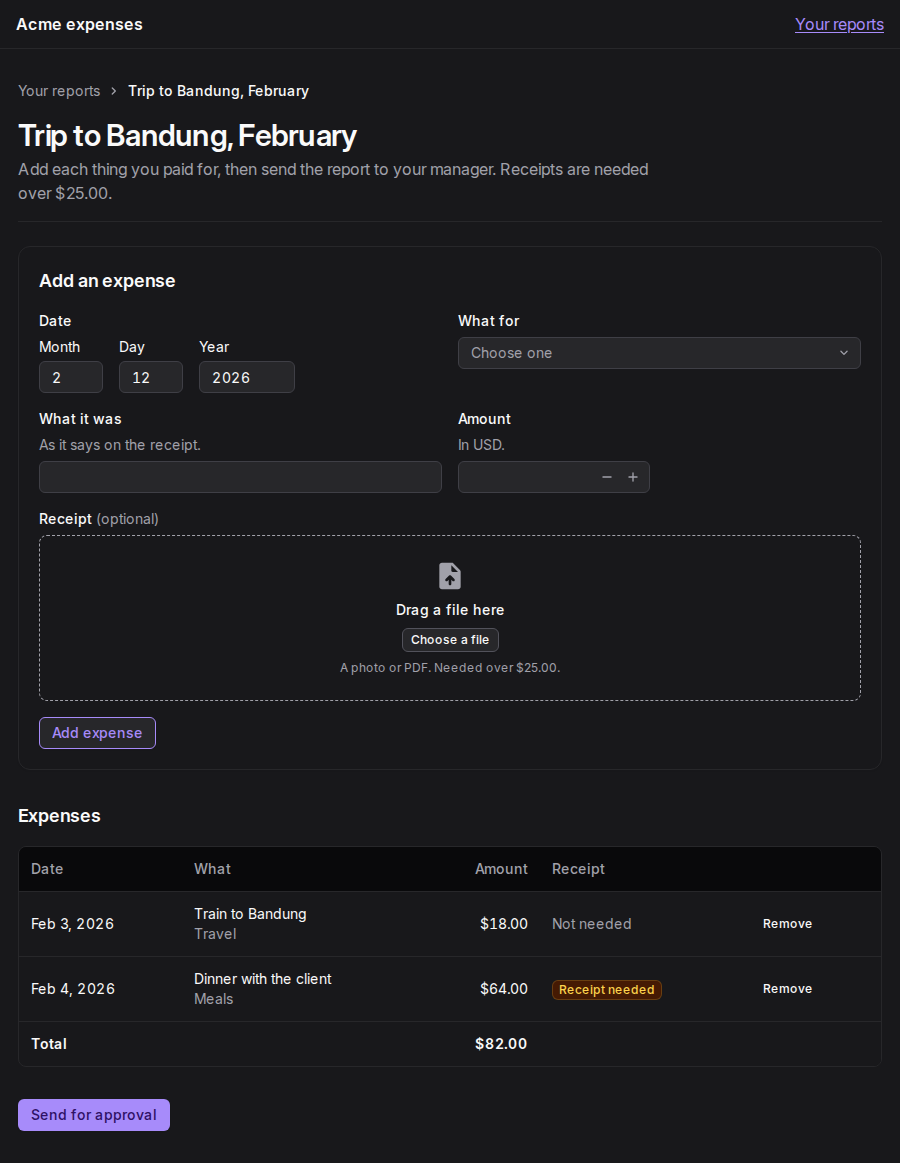 Acme expenses
Your reports
Your reports > Trip to Bandung, February
Trip to Bandung, February
Add each thing you paid for, then send the report to your manager. Receipts are needed
over $25.00.
Add an expense
Date
What for
Month Day Year
Choose one
2 12 2026
What it was
Amount
As it says on the receipt.
In USD.
Receipt (optional)
Drag a file here
Choose a file
A photo or PDF. Needed over $25.00.
Add expense
Expenses
Date What Amount Receipt
Feb 3, 2026 Train to Bandung $18.00 Not needed Remove
Travel
Feb 4, 2026 Dinner with the client $64.00 Receipt needed Remove
Meals
Total $82.00
Send for approval